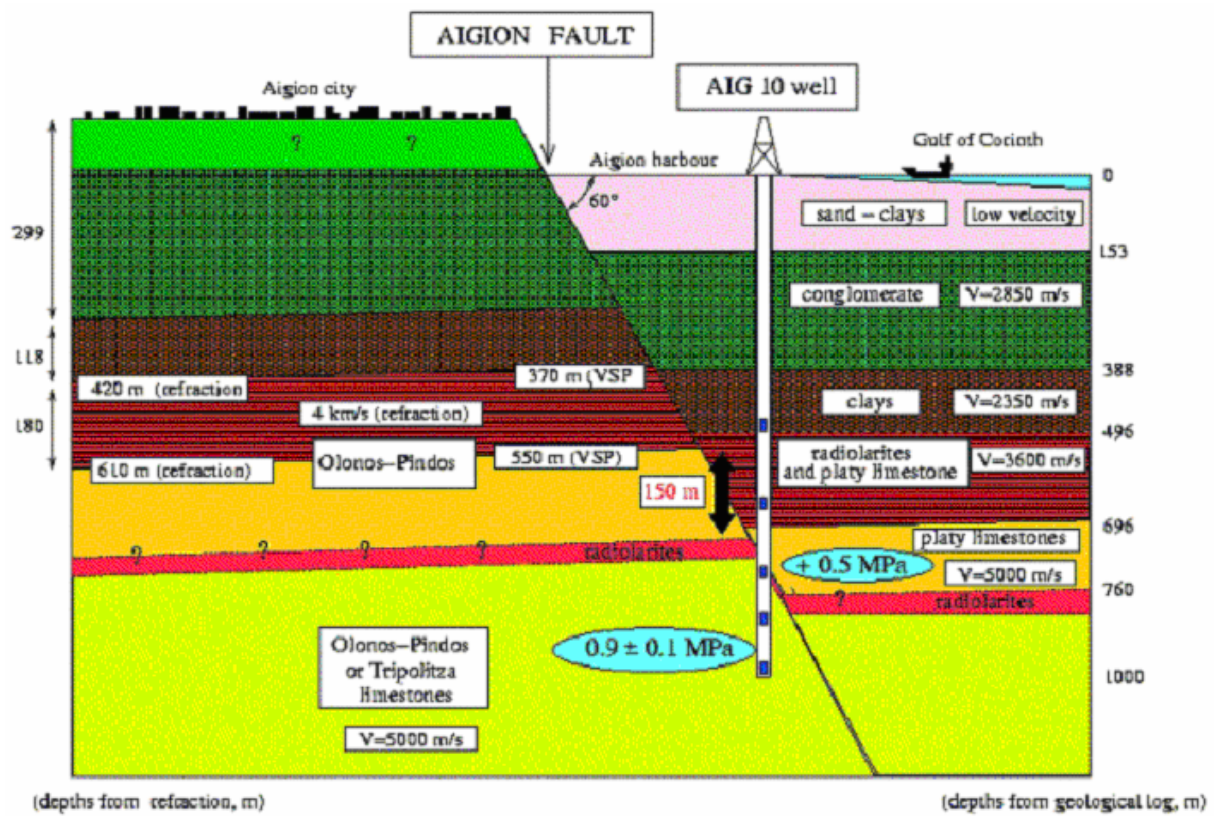 AIGION FAULT
AIG 10 well
Aigion city
Gulf of Corinth
? ?
Aigion harbour
0
60°
sand - clays
low velocity
299
153
conglomerate
V=2850 m/s
118
388
370 m (VSP
420 m (refraction
clays
V=2350 m/s
4 km/s (refraction)
180
496
radiolarites
and platy limestone
V=3600 m/s
Olonos-Pindos
550 m (VSP)
610 m (refraction)
150 m
696
platy limestones
? ? ? ?
radiolarites
+ 0.5 MPa
V=5000 m/s
760
?
radiolarites
Olonos-Pindos
or Tripolitza
limestones
0.9 ± 0.1 MPa
1000
V=5000 m/s
(depths from refraction, m)
(depths from geological log, m)